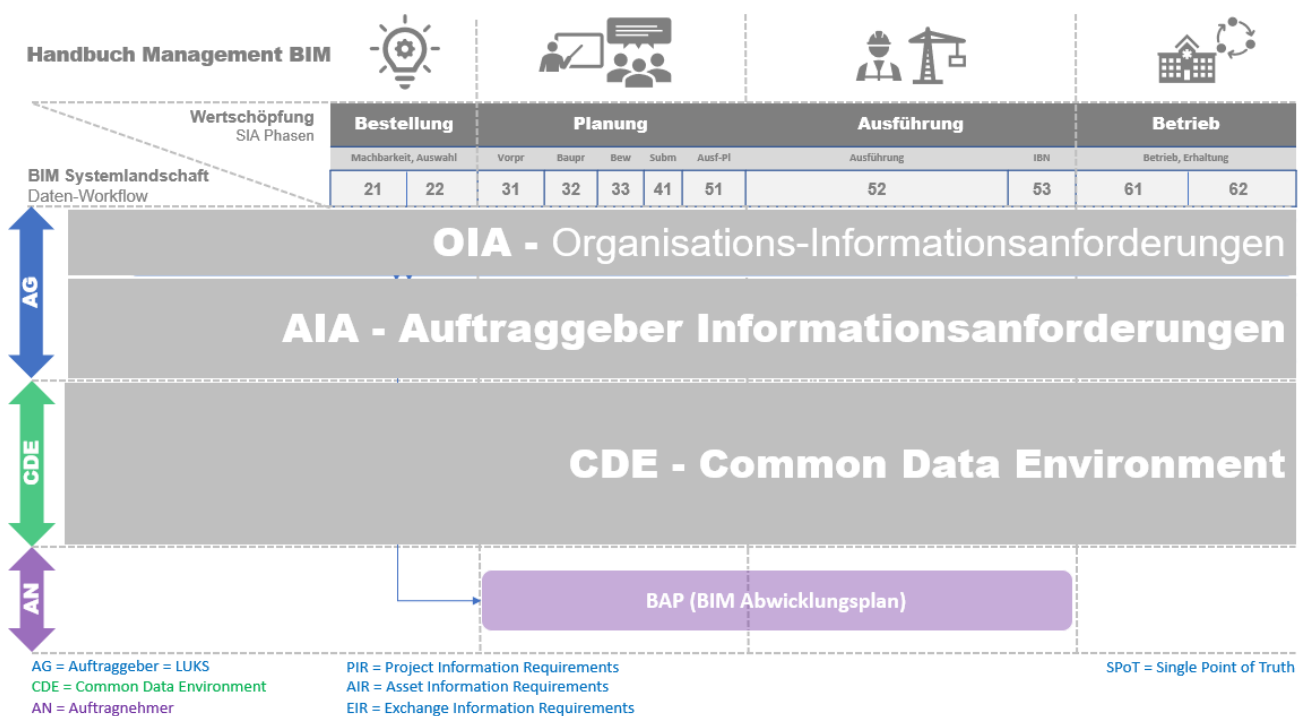 Handbuch Management BIM
Wertschöpfung
SIA Phasen
BIM Systemlandschaft
Daten-Workflow
Bestellung Planung Ausführung Betrieb
Machbarkeit, Auswahl Vorpr Baupr Bew Subm Ausf-Pl Ausführung IBN Betrieb, Erhaltung
21 22 31 32 33 41 51 52 53 61 62
AG
OIA - Organisations-Informationsanforderungen
AIA - Auftraggeber Informationsanforderungen
CDE
CDE - Common Data Environment
AN
BAP (BIM Abwicklungsplan)
AG = Auftraggeber = LUKS
CDE = Common Data Environment
AN = Auftragnehmer
PIR = Project Information Requirements
AIR = Asset Information Requirements
EIR = Exchange Information Requirements
SPoT = Single Point of Truth